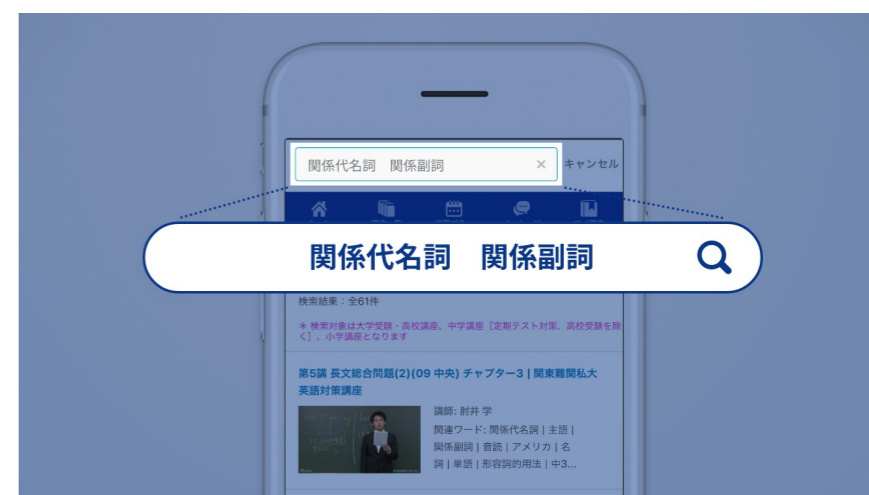 関係代名詞　関係副詞 ×
キャンセル
関係代名詞　関係副詞
検索結果：全61件
＊ 検索対象は大学受験・高校講座、中学講座［定期テスト対策、高校受験を除
く］、小学講座となります
第5講 長文総合問題(2)(09 中央) チャプター3 | 関東難関私大
英語対策講座
講師: 肘井 学
関連ワード: 関係代名詞 | 主語 |
関係副詞 | 音読 | アメリカ | 名
詞 | 単語 | 形容詞的用法 | 中3...